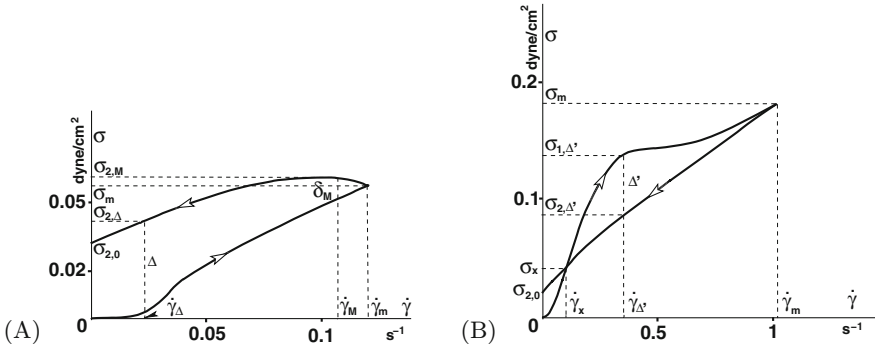 (A)
dyne/cm²
σ
σ2,M
σm
0.05
σ2,Δ
σ2,0
0.02
0
δM
Δ
γ̇Δ
γ̇M
γ̇m
γ̇
0.05
0.1
s⁻¹
(B)
dyne/cm²
σ
0.2
σm
σ1,Δ'
0.1
σ2,Δ'
σx
σ2,0
0
Δ'
γ̇x
γ̇Δ'
γ̇m
γ̇
0.5
1
s⁻¹